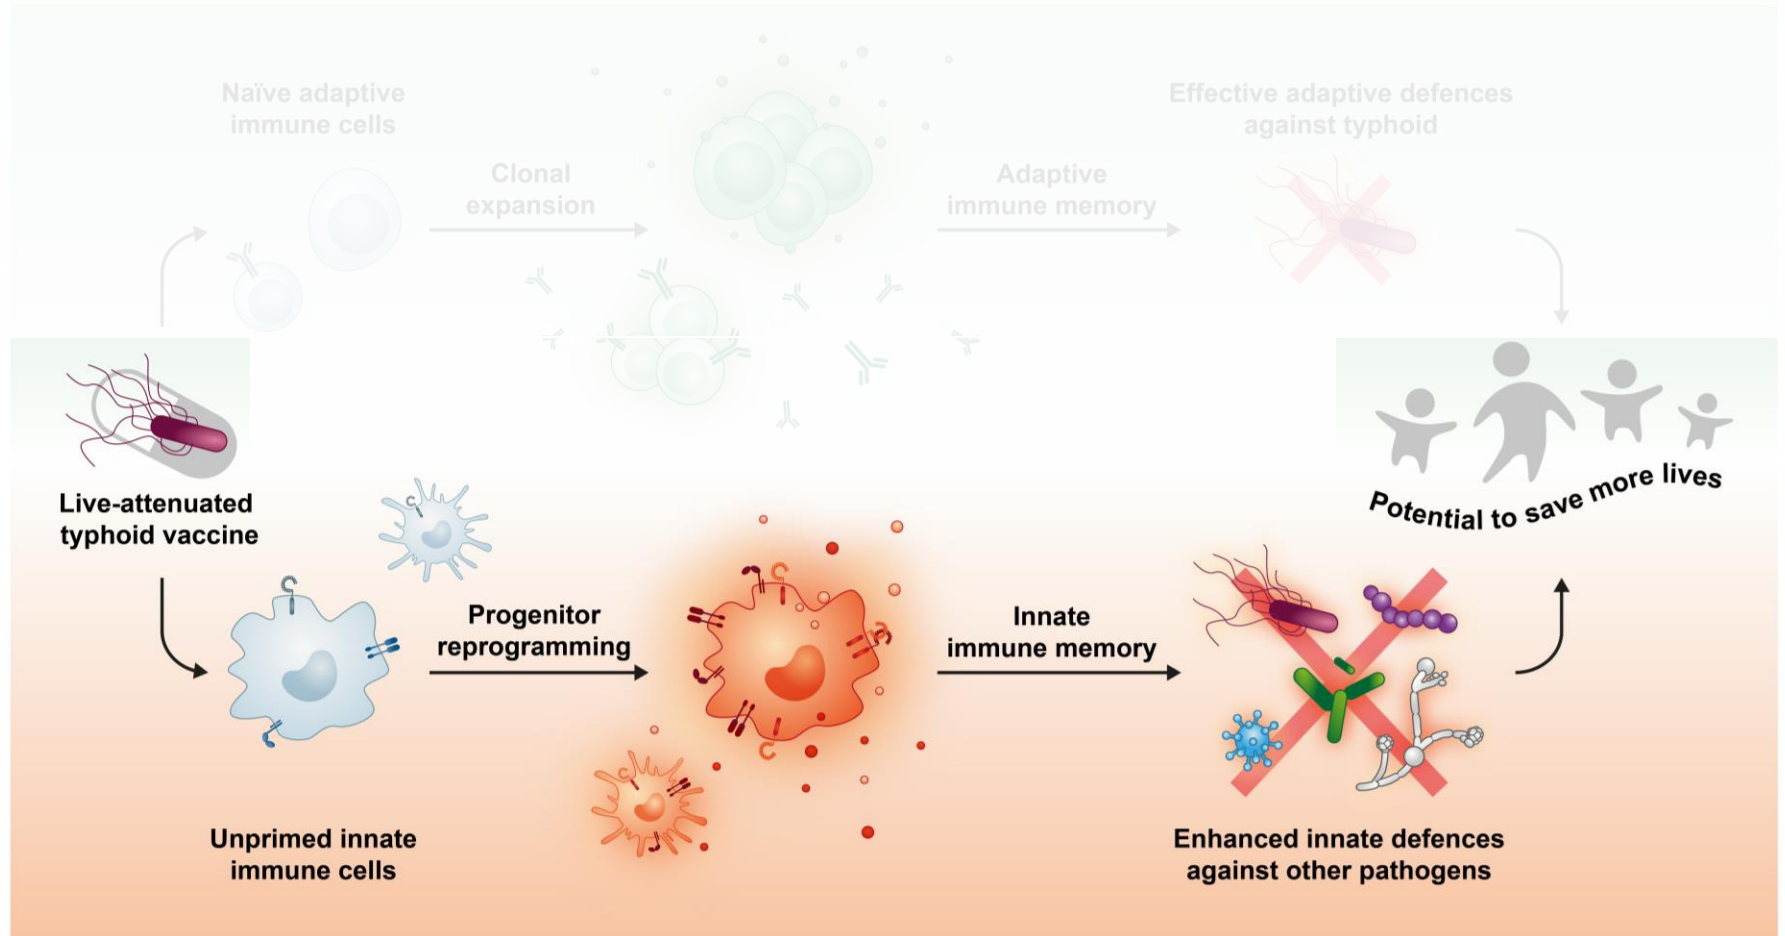 Naïve adaptive
immune cells
Clonal
expansion
Adaptive
immune memory
Effective adaptive defences
against typhoid
Live-attenuated
typhoid vaccine
Unprimed innate
immune cells
Progenitor
reprogramming
Innate
immune memory
Enhanced innate defences
against other pathogens
Potential to save more lives